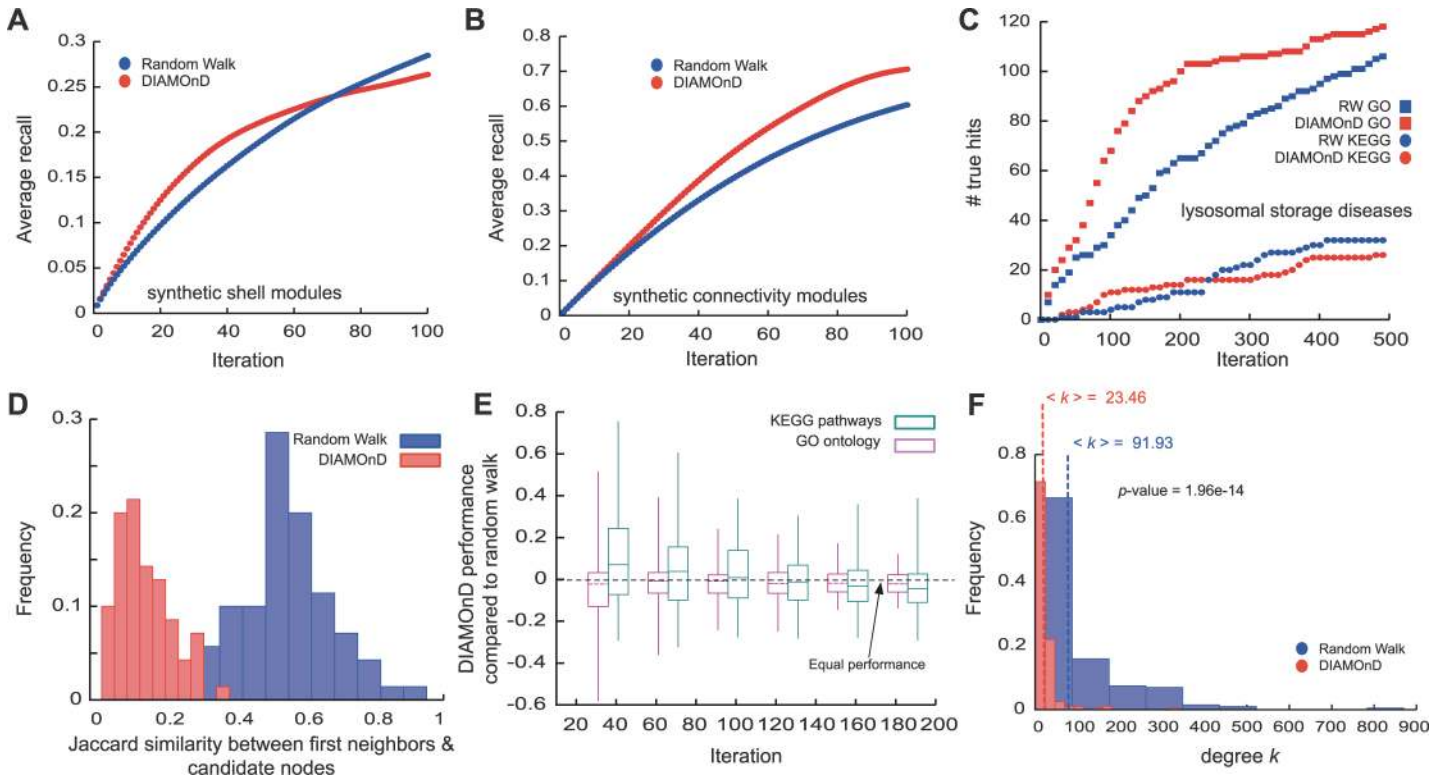 A
Average recall
0.3
0.25
0.2
0.15
0.1
0.05
0
Random Walk
DIAMOnD
synthetic shell modules
0 20 40 60 80 100
Iteration
B
Average recall
0.8
0.7
0.6
0.5
0.4
0.3
0.2
0.1
0
Random Walk
DIAMOnD
synthetic connectivity modules
0 20 40 60 80 100
Iteration
C
# true hits
120
100
80
60
40
20
0
RW GO
DIAMOnD GO
RW KEGG
DIAMOnD KEGG
lysosomal storage diseases
0 100 200 300 400 500
Iteration
D
Frequency
0.3
0.2
0.1
0
Random Walk
DIAMOnD
0 0.2 0.4 0.6 0.8 1
Jaccard similarity between first neighbors &
candidate nodes
E
DIAMOnD performance
compared to random walk
0.8
0.6
0.4
0.2
0
-0.2
-0.4
-0.6
KEGG pathways
GO ontology
Equal performance
20 40 60 80 100 120 140 160 180 200
Iteration
F
< k > = 23.46
< k > = 91.93
p-value = 1.96e-14
Frequency
0.8
0.6
0.4
0.2
0
Random Walk
DIAMOnD
0 100 200 300 400 500 600 700 800 900
degree k